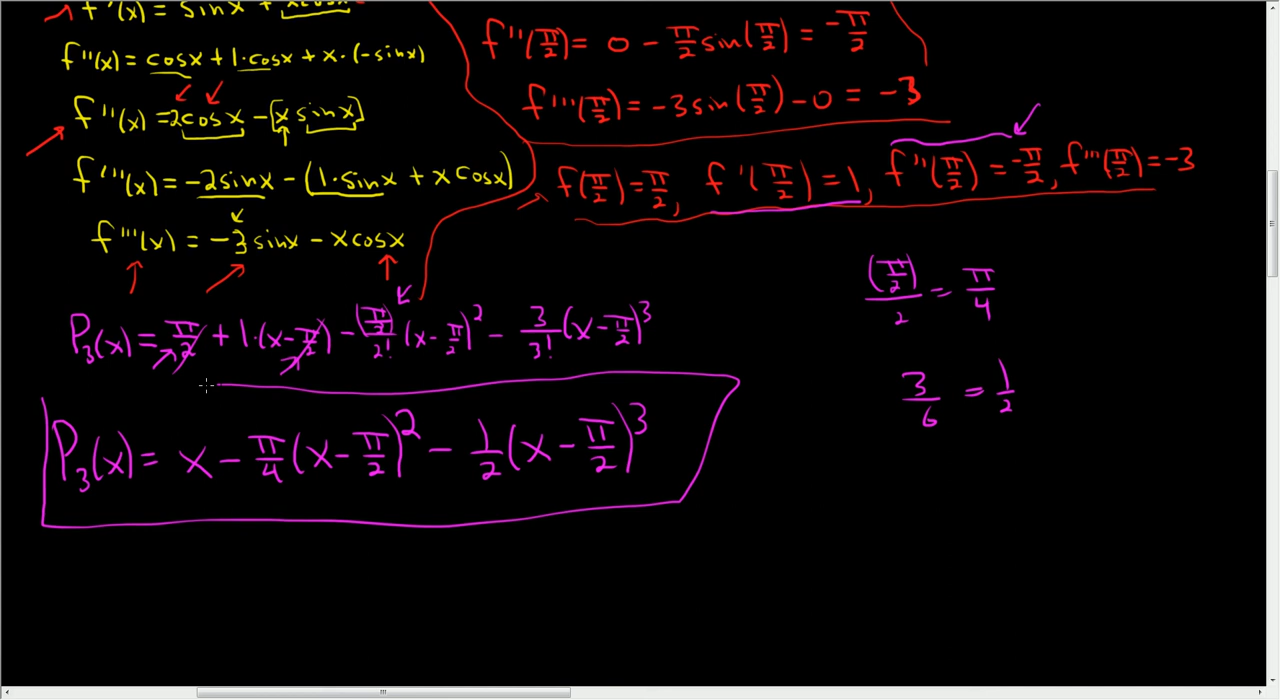 f'(x) = sinx + xcosx
f''(x) = cosx + 1·cosx + x·(-sinx)
f''(x) = 2cosx - [x sinx]
f'''(x) = -2sinx - (1·sinx + x cosx)
f'''(x) = -3sinx - xcosx
f''(π/2) = 0 - π/2 sin(π/2) = -π/2
f'''(π/2) = -3sin(π/2) - 0 = -3
f(π/2) = π/2, f'(π/2) = 1, f''(π/2) = -π/2, f'''(π/2) = -3
P₃(x) = π/2 + 1·(x - π/2) - (π/2)/2! (x - π/2)² - 3/3! (x - π/2)³
P₃(x) = x - π/4 (x - π/2)² - 1/2 (x - π/2)³
(π/2)/2 = π/4
3/6 = 1/2